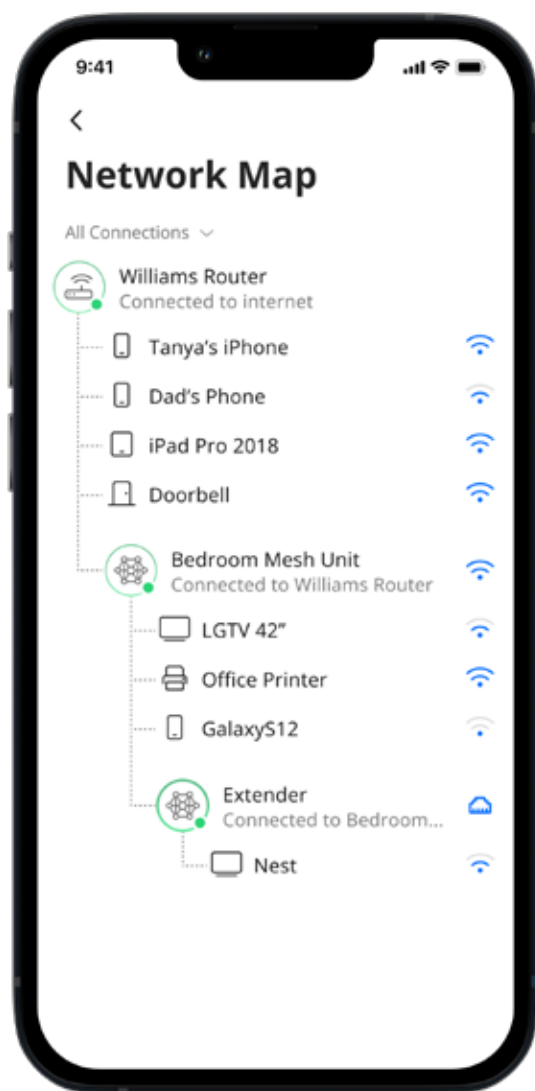 9:41
Network Map
All Connections
Williams Router
Connected to internet
Tanya's iPhone
Dad's Phone
iPad Pro 2018
Doorbell
Bedroom Mesh Unit
Connected to Williams Router
LGTV 42”
Office Printer
GalaxyS12
Extender
Connected to Bedroom...
Nest